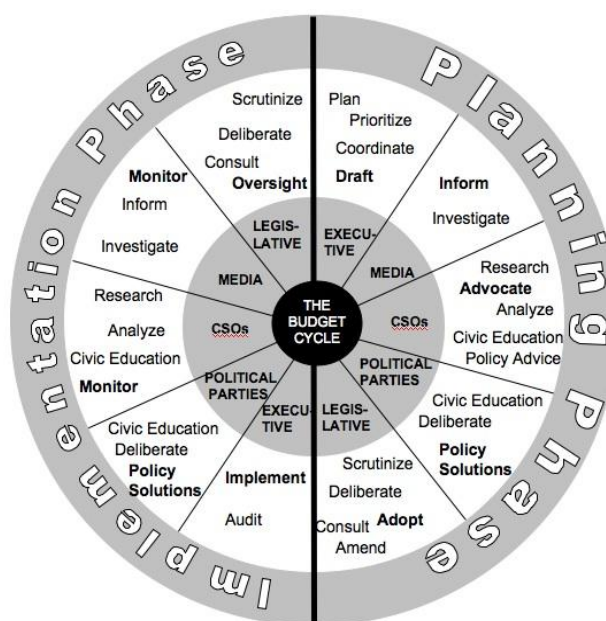 Planning Phase
Implementation Phase
THE
BUDGET
CYCLE
EXECU-
TIVE
Plan
Prioritize
Coordinate
Draft
MEDIA
Inform
Investigate
CSOs
Research
Advocate
Analyze
Civic Education
Policy Advice
POLITICAL
PARTIES
Civic Education
Deliberate
Policy
Solutions
LEGIS-
LATIVE
Scrutinize
Deliberate
Consult Adopt
Amend
EXECU-
TIVE
Implement
Audit
POLITICAL
PARTIES
Civic Education
Deliberate
Policy
Solutions
CSOs
Research
Analyze
Civic Education
Monitor
MEDIA
Monitor
Inform
Investigate
LEGIS-
LATIVE
Scrutinize
Deliberate
Consult
Oversight